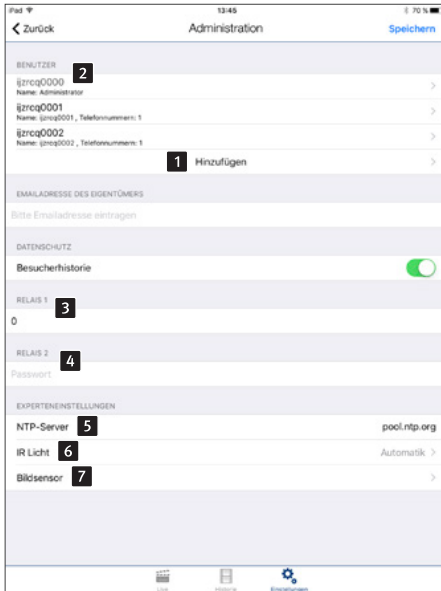 iPad 13:45 70 %
Zurück Administration Speichern
BENUTZER 2
ijzrcq0000
Name: Administrator
ijzrcq0001
Name: ijzrcq0001 , Telefonnummern: 1
ijzrcq0002
Name: ijzrcq0002 , Telefonnummern: 1
1 Hinzufügen
EMAILADRESSE DES EIGENTÜMERS
Bitte Emailadresse eintragen
DATENSCHUTZ
Besucherhistorie
RELAIS 1 3
0
RELAIS 2 4
Passwort
EXPERTENEINSTELLUNGEN
NTP-Server 5 pool.ntp.org
IR Licht 6 Automatik
Bildsensor 7
Live Historie Einstellungen